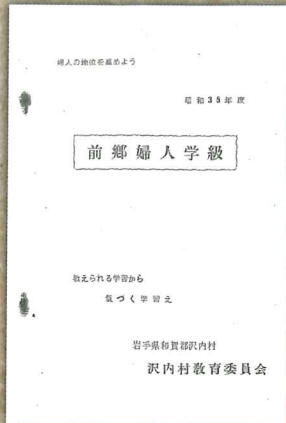 婦人の地位を高めよう
昭和35年度
前郷婦人学級
教えられる学習から
気づく学習え
岩手県和賀郡沢内村
沢内村教育委員会